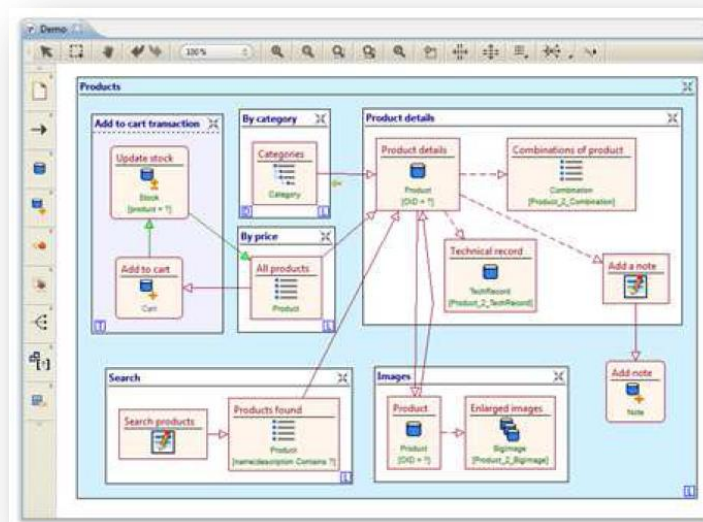 Demo
100%
Products
Add to cart transaction
Update stock
Stock
[product = ?]
Add to cart
Cart
T
By category
Categories
Category
D
L
By price
All products
Product
L
Product details
Product details
Product
[OID = ?]
Combinations of product
Combination
[Product_2_Combination]
Technical record
TechRecord
[Product_2_TechRecord]
Add a note
Add note
Note
Search
Search products
Products found
Product
[name|description Contains ?]
L
Images
Product
Product
[OID = ?]
Enlarged images
BigImage
[Product_2_BigImage]
L